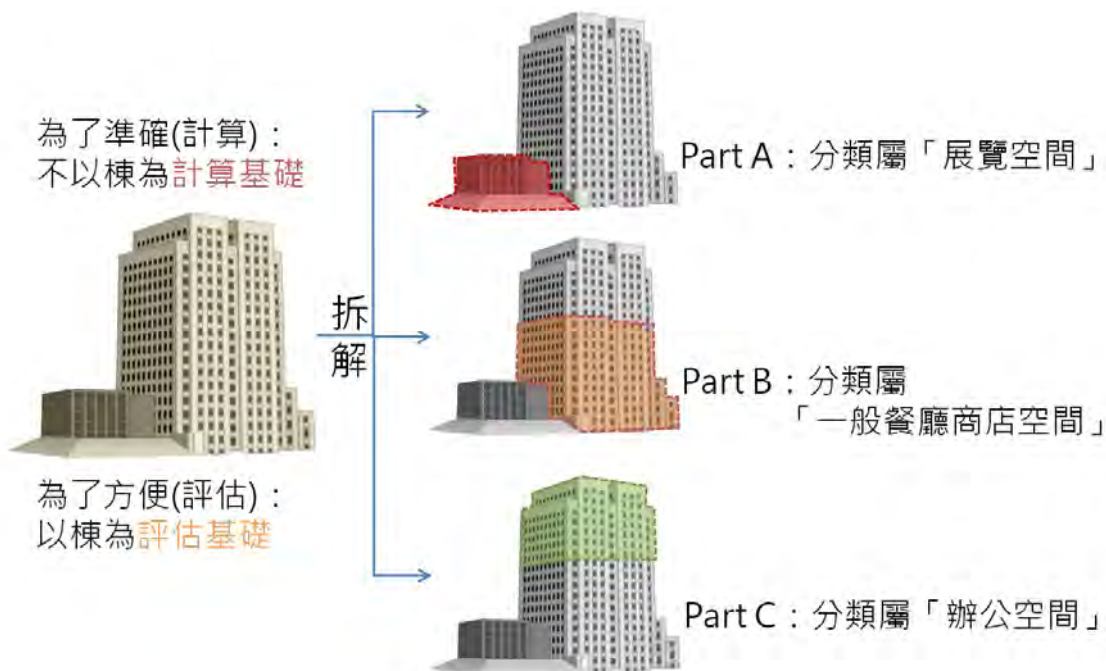 為了準確(計算)：
不以棟為計算基礎
為了方便(評估)：
以棟為評估基礎
拆
解
Part A：分類屬「展覽空間」
Part B：分類屬
「一般餐廳商店空間」
Part C：分類屬「辦公空間」